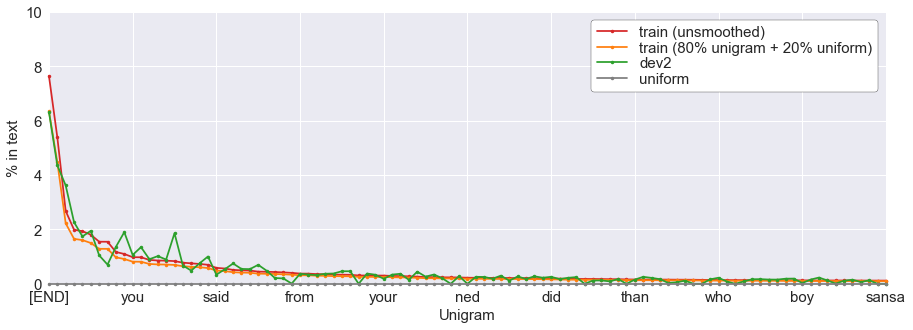 10
train (unsmoothed)
train (80% unigram + 20% uniform)
dev2
uniform
8
6
4
2
0
% in text
[END] you said from your ned did than who boy sansa
Unigram